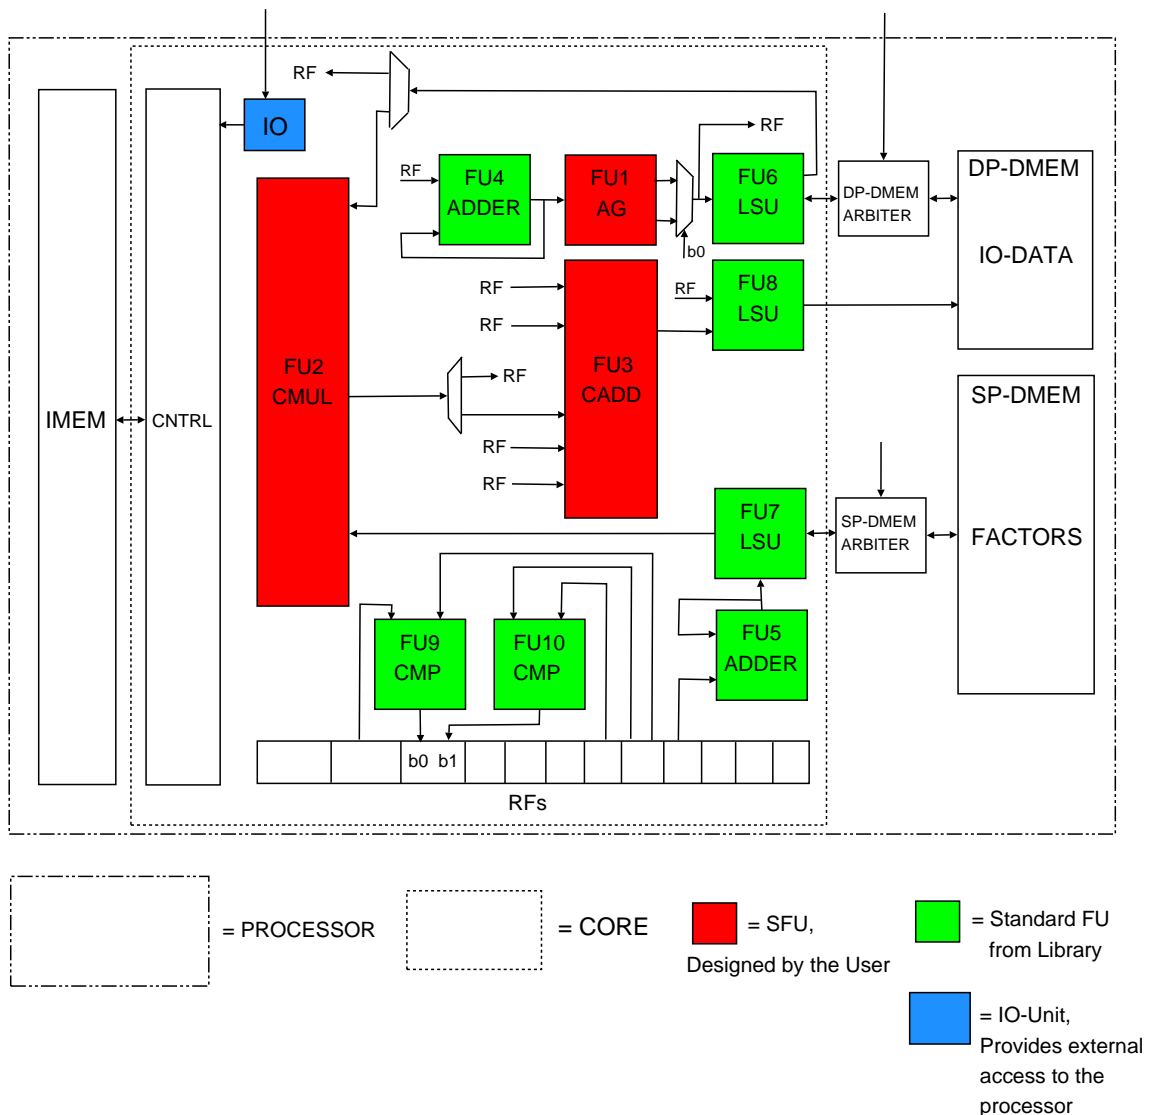 RF
IO
RF
RF
FU4
ADDER
FU1
AG
FU6
LSU
b0
DP-DMEM
ARBITER
DP-DMEM
IO-DATA
RF
RF
RF
FU8
LSU
IMEM
CNTRL
FU2
CMUL
RF
FU3
CADD
RF
RF
SP-DMEM
FACTORS
FU7
LSU
SP-DMEM
ARBITER
FU9
CMP
FU10
CMP
FU5
ADDER
b0 b1
RFs
= PROCESSOR
= CORE
= SFU,
Designed by the User
= Standard FU
from Library
= IO-Unit,
Provides external
access to the
processor